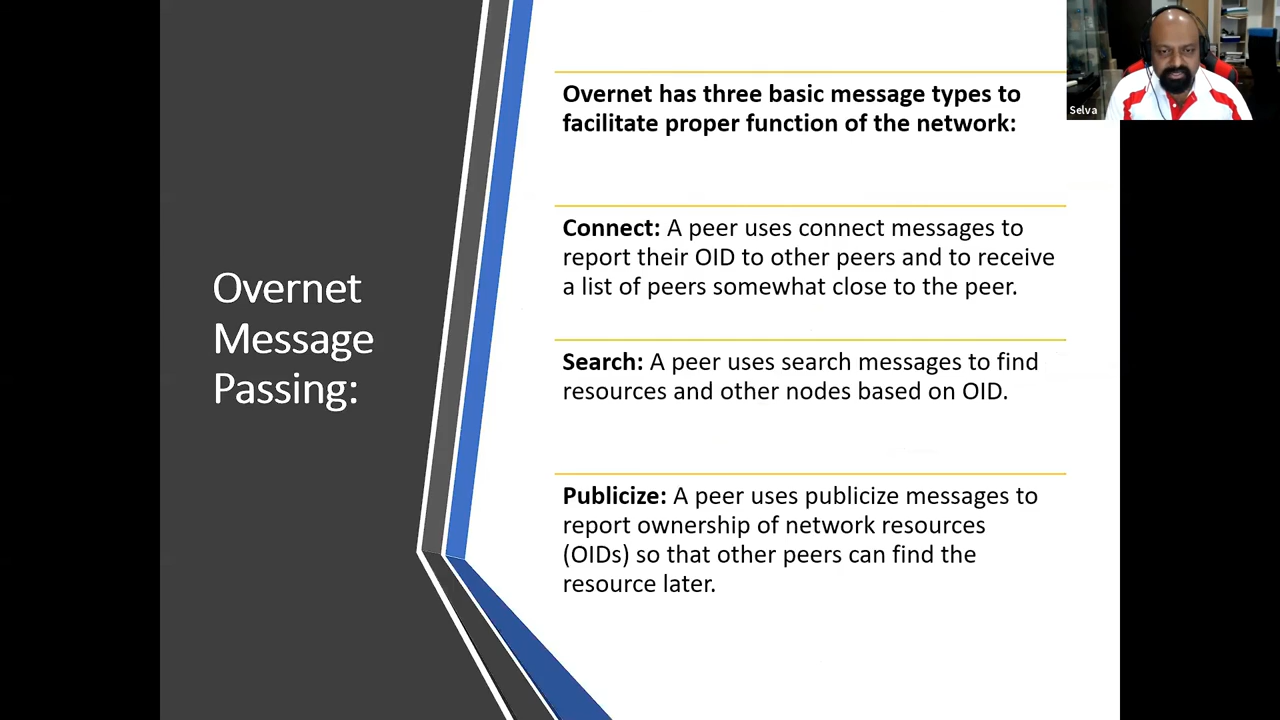 Overnet
Message
Passing:
Overnet has three basic message types to
facilitate proper function of the network:
Connect: A peer uses connect messages to
report their OID to other peers and to receive
a list of peers somewhat close to the peer.
Search: A peer uses search messages to find
resources and other nodes based on OID.
Publicize: A peer uses publicize messages to
report ownership of network resources
(OIDs) so that other peers can find the
resource later.
Selva